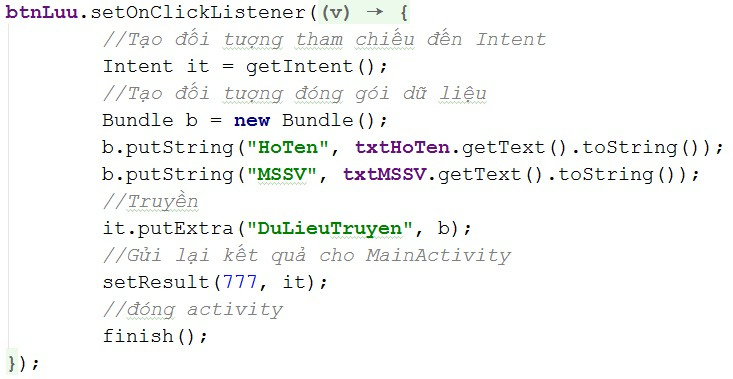 btnLuu.setOnClickListener((v) → {
//Tạo đối tượng tham chiếu đến Intent
Intent it = getIntent();
//Tạo đối tượng đóng gói dữ liệu
Bundle b = new Bundle();
b.putString("HoTen", txtHoTen.getText().toString());
b.putString("MSSV", txtMSSV.getText().toString());
//Truyền
it.putExtra("DuLieuTruyen", b);
//Gửi lại kết quả cho MainActivity
setResult(777, it);
//đóng activity
finish();
});